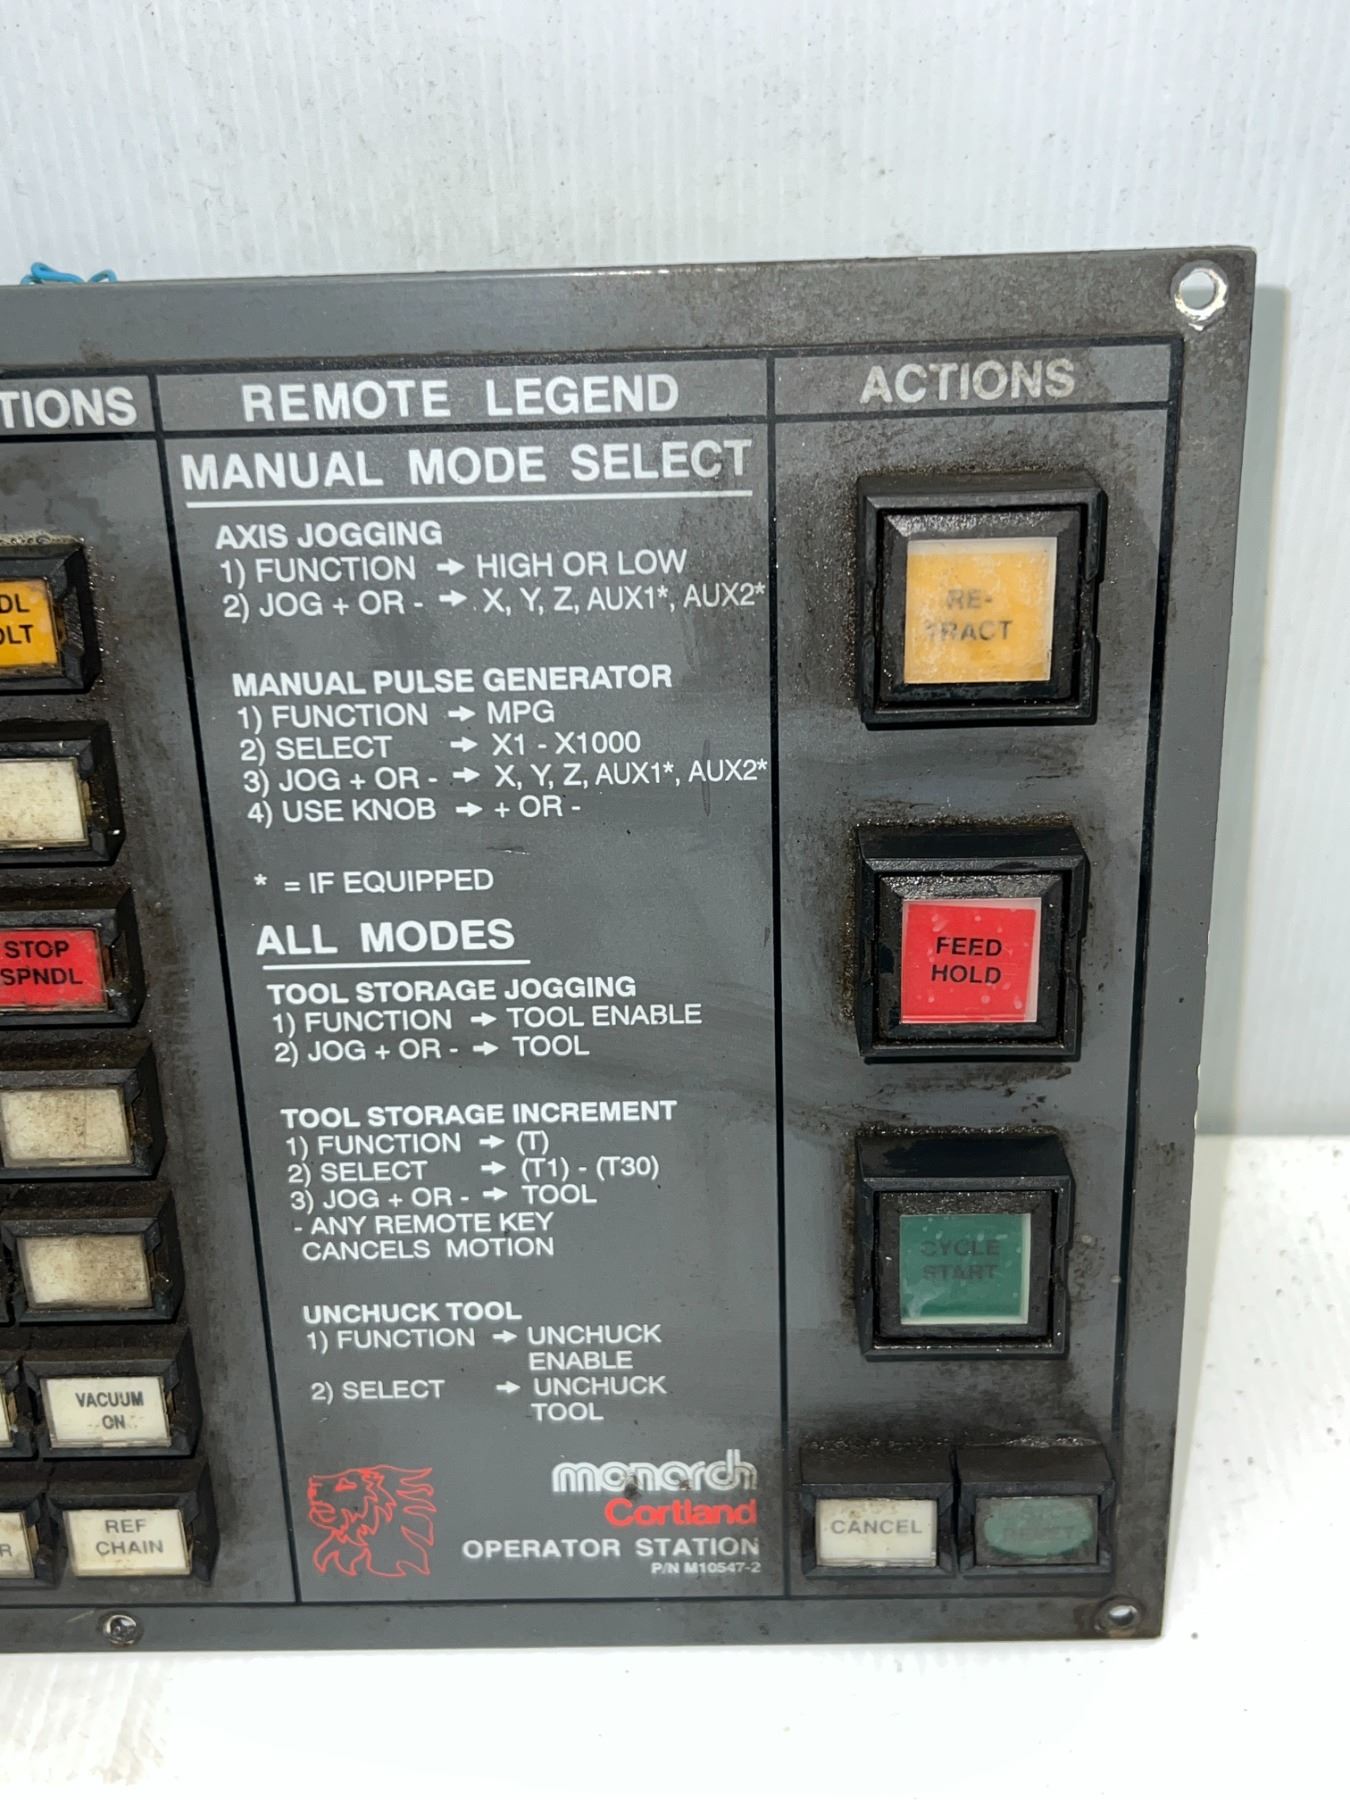 TIONS
REMOTE LEGEND
ACTIONS
MANUAL MODE SELECT
AXIS JOGGING
1) FUNCTION → HIGH OR LOW
2) JOG + OR - → X, Y, Z, AUX1*, AUX2*
MANUAL PULSE GENERATOR
1) FUNCTION → MPG
2) SELECT → X1 - X1000
3) JOG + OR - → X, Y, Z, AUX1*, AUX2*
4) USE KNOB → + OR -
* = IF EQUIPPED
ALL MODES
TOOL STORAGE JOGGING
1) FUNCTION → TOOL ENABLE
2) JOG + OR - → TOOL
TOOL STORAGE INCREMENT
1) FUNCTION → (T)
2) SELECT → (T1) - (T30)
3) JOG + OR - → TOOL
- ANY REMOTE KEY
CANCELS MOTION
UNCHUCK TOOL
1) FUNCTION → UNCHUCK
ENABLE
2) SELECT → UNCHUCK
TOOL
monarch
Cortland
OPERATOR STATION
P/N M10547-2
DL
OLT
STOP
SPNDL
VACUUM
ON
R
REF
CHAIN
RE-
TRACT
FEED
HOLD
CYCLE
START
CANCEL